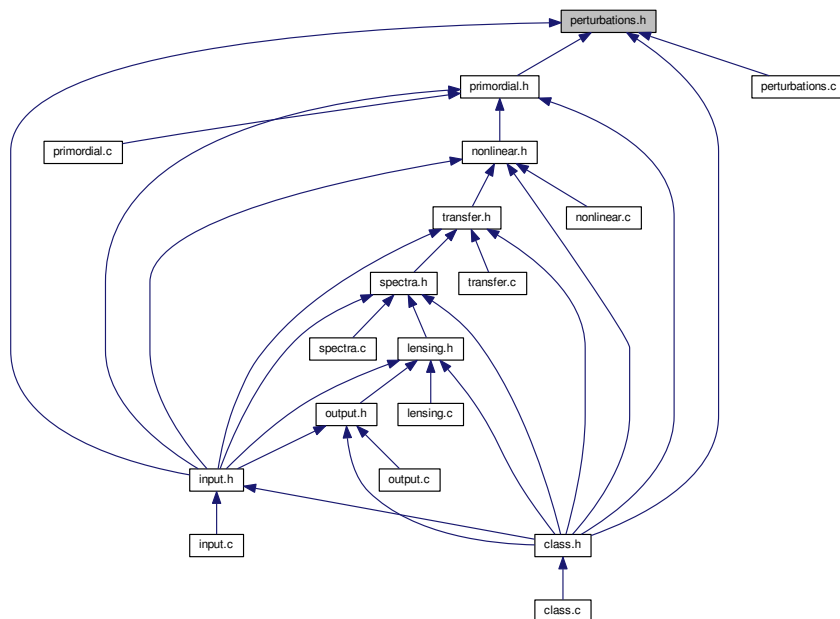 perturbations.h
primordial.h
perturbations.c
primordial.c
nonlinear.h
transfer.h
nonlinear.c
spectra.h
transfer.c
spectra.c
lensing.h
output.h
lensing.c
input.h
output.c
input.c
class.h
class.c